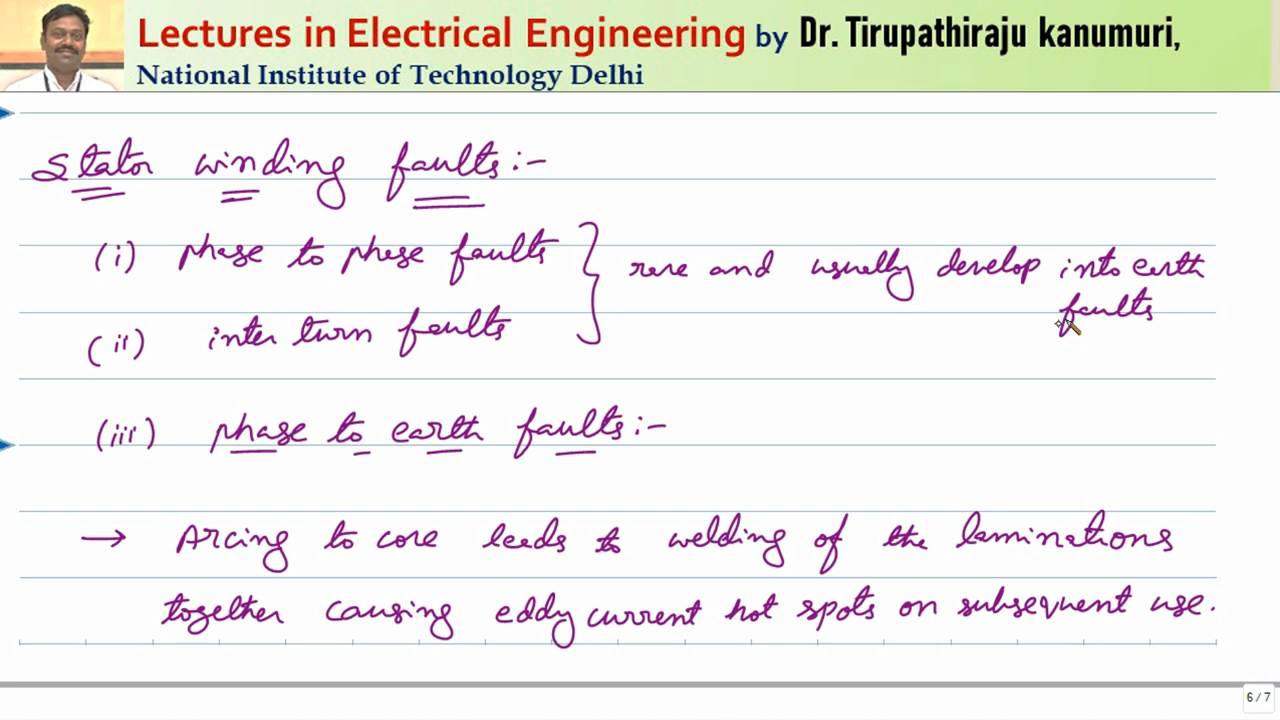 Lectures in Electrical Engineering by Dr. Tirupathiraju kanumuri,
National Institute of Technology Delhi
Stator winding faults:-
(i) phase to phase faults } rare and usually develop into earth
faults
(ii) inter turn faults
(iii) phase to earth faults:-
→ Arcing to core leads to welding of the laminations
together causing eddy current hot spots on subsequent use.
6 / 7